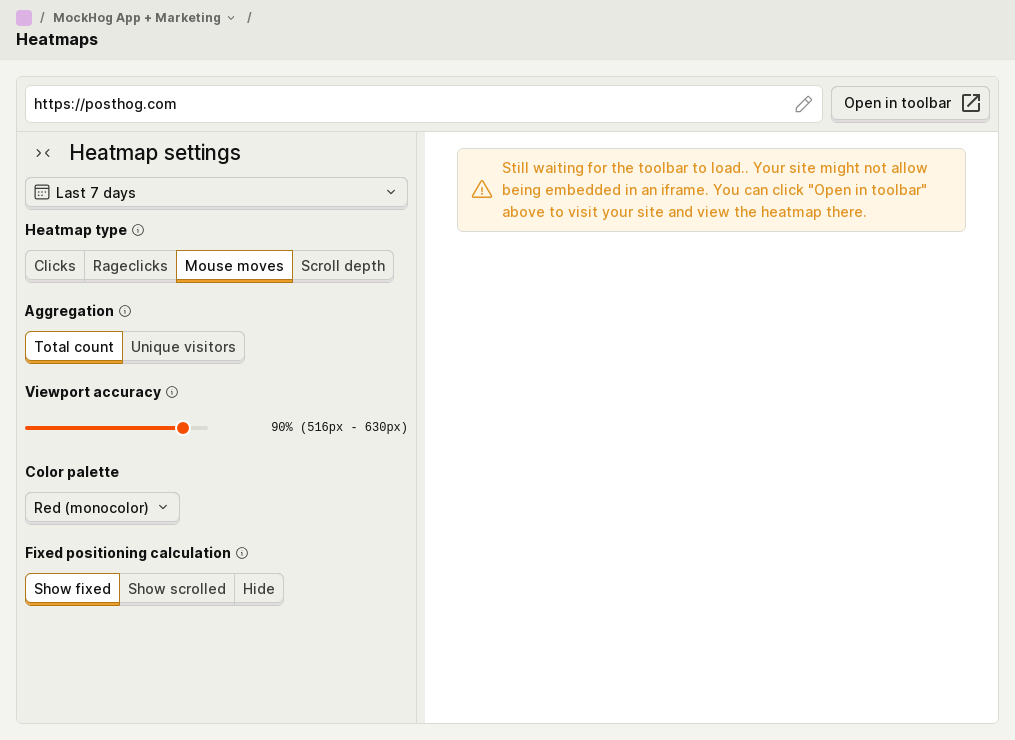 / MockHog App + Marketing /
Heatmaps
https://posthog.com
Open in toolbar
Heatmap settings
Last 7 days
Heatmap type
Clicks Rageclicks Mouse moves Scroll depth
Aggregation
Total count Unique visitors
Viewport accuracy
90% (516px - 630px)
Color palette
Red (monocolor)
Fixed positioning calculation
Show fixed Show scrolled Hide
Still waiting for the toolbar to load.. Your site might not allow
being embedded in an iframe. You can click "Open in toolbar"
above to visit your site and view the heatmap there.